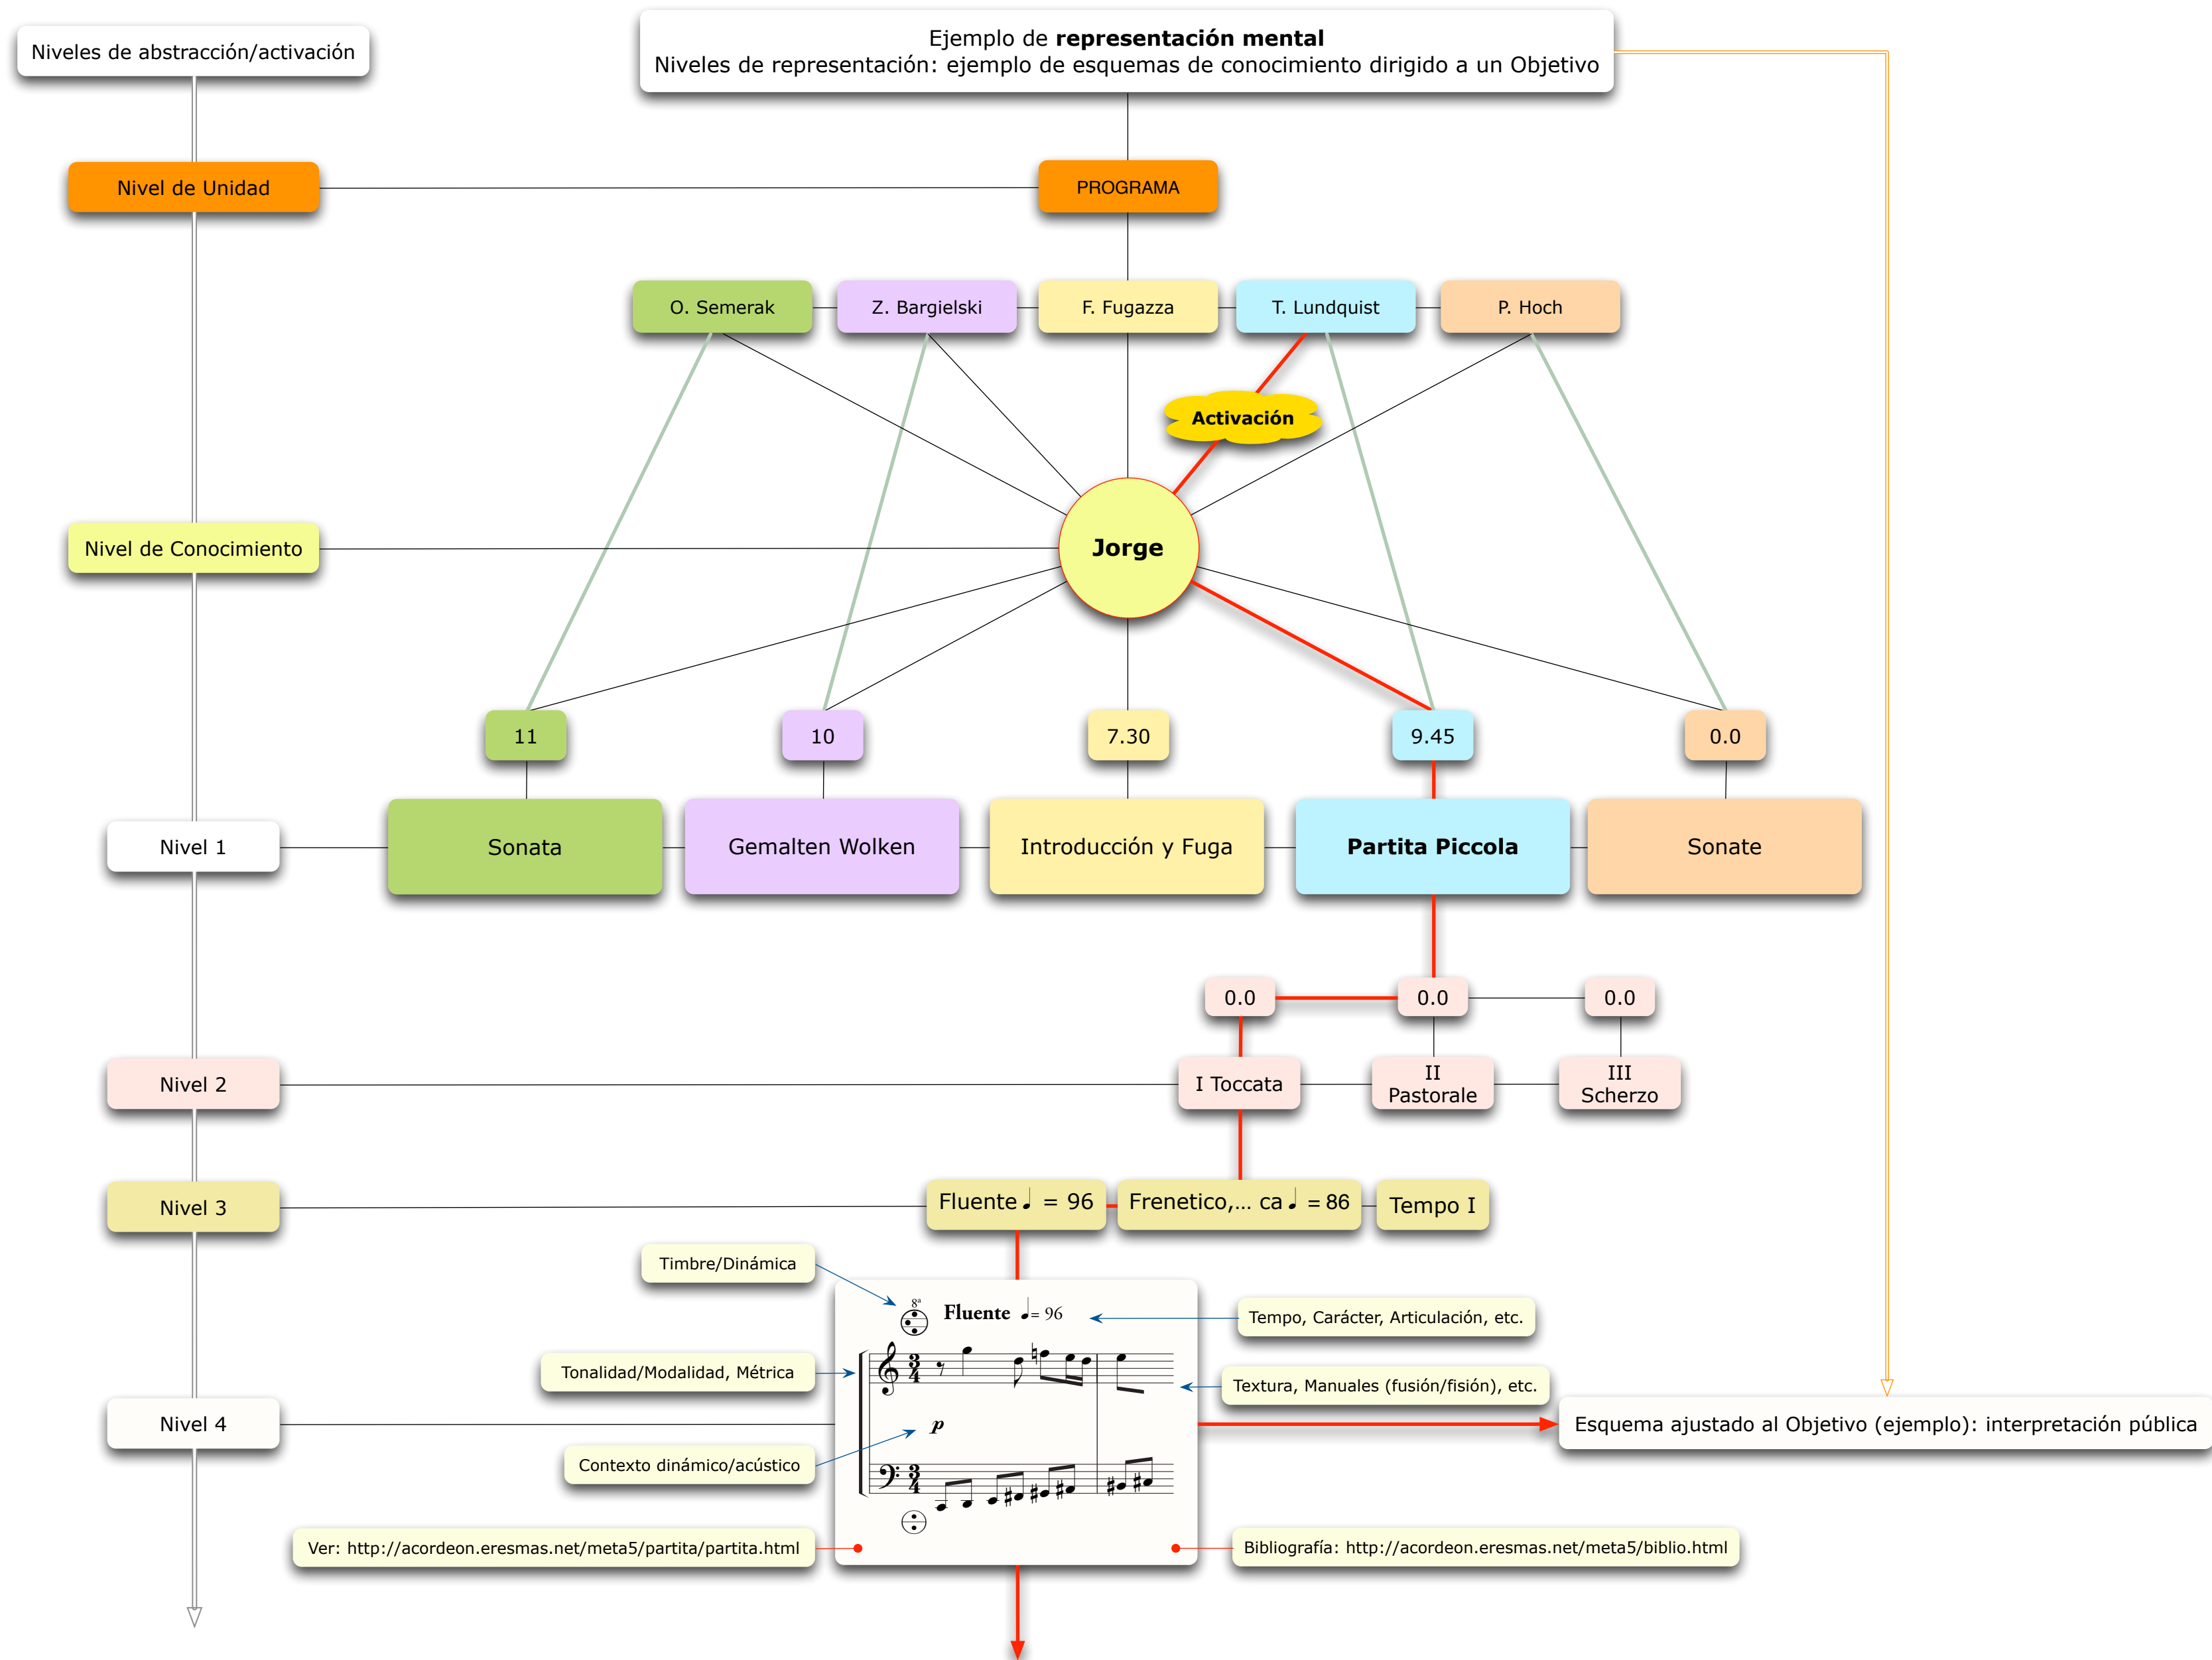 Niveles de abstracción/activación
Ejemplo de representación mental
Niveles de representación: ejemplo de esquemas de conocimiento dirigido a un Objetivo
Nivel de Unidad
PROGRAMA
O. Semerak
Z. Bargielski
F. Fugazza
T. Lundquist
P. Hoch
Activación
Nivel de Conocimiento
Jorge
11
10
7.30
9.45
0.0
Nivel 1
Sonata
Gemalten Wolken
Introducción y Fuga
Partita Piccola
Sonate
0.0
0.0
0.0
Nivel 2
I Toccata
II
Pastorale
III
Scherzo
Nivel 3
Fluente ♩ = 96
Frenetico,... ca ♩ = 86
Tempo I
Timbre/Dinámica
8ª
Fluente ♩= 96
Tempo, Carácter, Articulación, etc.
Tonalidad/Modalidad, Métrica
3
4
Textura, Manuales (fusión/fisión), etc.
Nivel 4
p
Esquema ajustado al Objetivo (ejemplo): interpretación pública
Contexto dinámico/acústico
3
4
Ver: http://acordeon.eresmas.net/meta5/partita/partita.html
Bibliografía: http://acordeon.eresmas.net/meta5/biblio.html